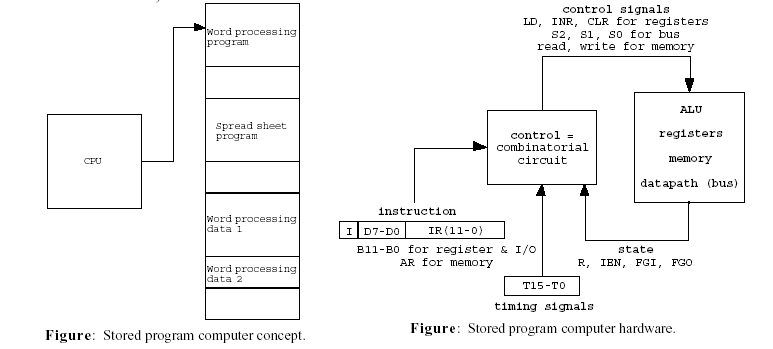 Word processing
program
Spread sheet
program
CPU
Word processing
data 1
Word processing
data 2
Figure: Stored program computer concept.
control signals
LD, INR, CLR for registers
S2, S1, S0 for bus
read, write for memory
control =
combinatorial
circuit
ALU
registers
memory
datapath (bus)
instruction
I D7-D0 IR(11-0)
B11-B0 for register & I/O
AR for memory
state
R, IEN, FGI, FGO
T15-T0
timing signals
Figure: Stored program computer hardware.